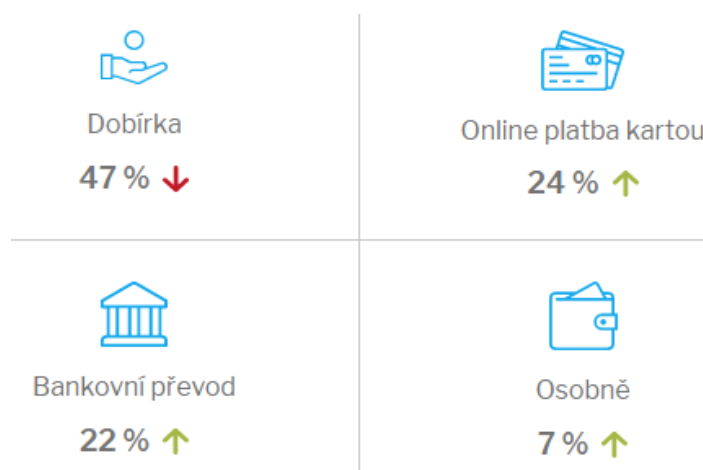 Dobírka
47 %
Online platba kartou
24 %
Bankovní převod
22 %
Osobně
7 %